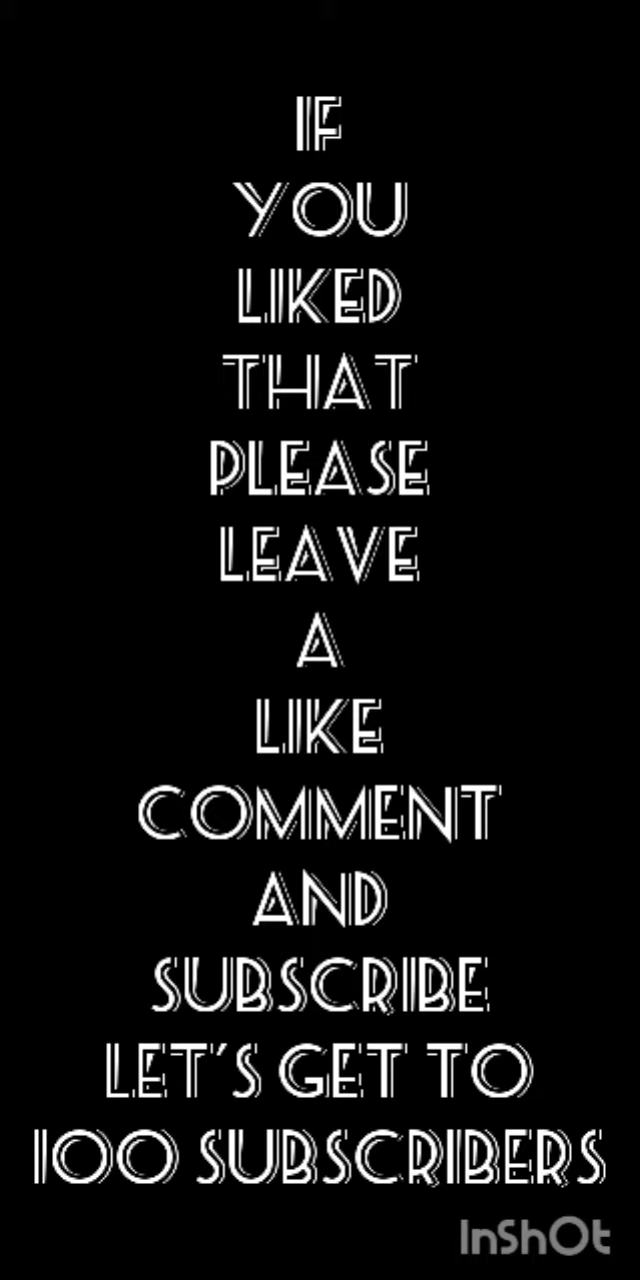 IF
YOU
LIKED
THAT
PLEASE
LEAVE
A
LIKE
COMMENT
AND
SUBSCRIBE
LET'S GET TO
100 SUBSCRIBERS
InShOt